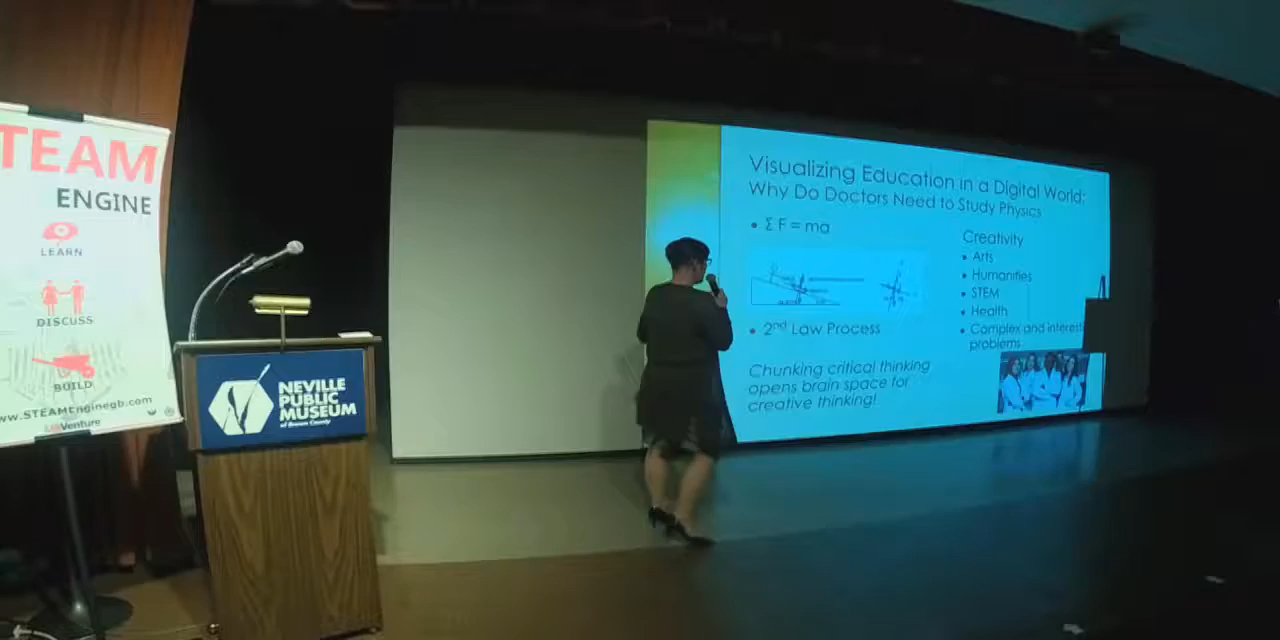 TEAM
ENGINE
LEARN
DISCUSS
BUILD
www.STEAMEnginegb.com
Venture
NEVILLE
PUBLIC
MUSEUM
of Brown County
Visualizing Education in a Digital World:
Why Do Doctors Need to Study Physics
• Σ F = ma
• 2nd Law Process
Chunking critical thinking
opens brain space for
creative thinking!
Creativity
• Arts
• Humanities
• STEM
• Health
• Complex and interest
problems